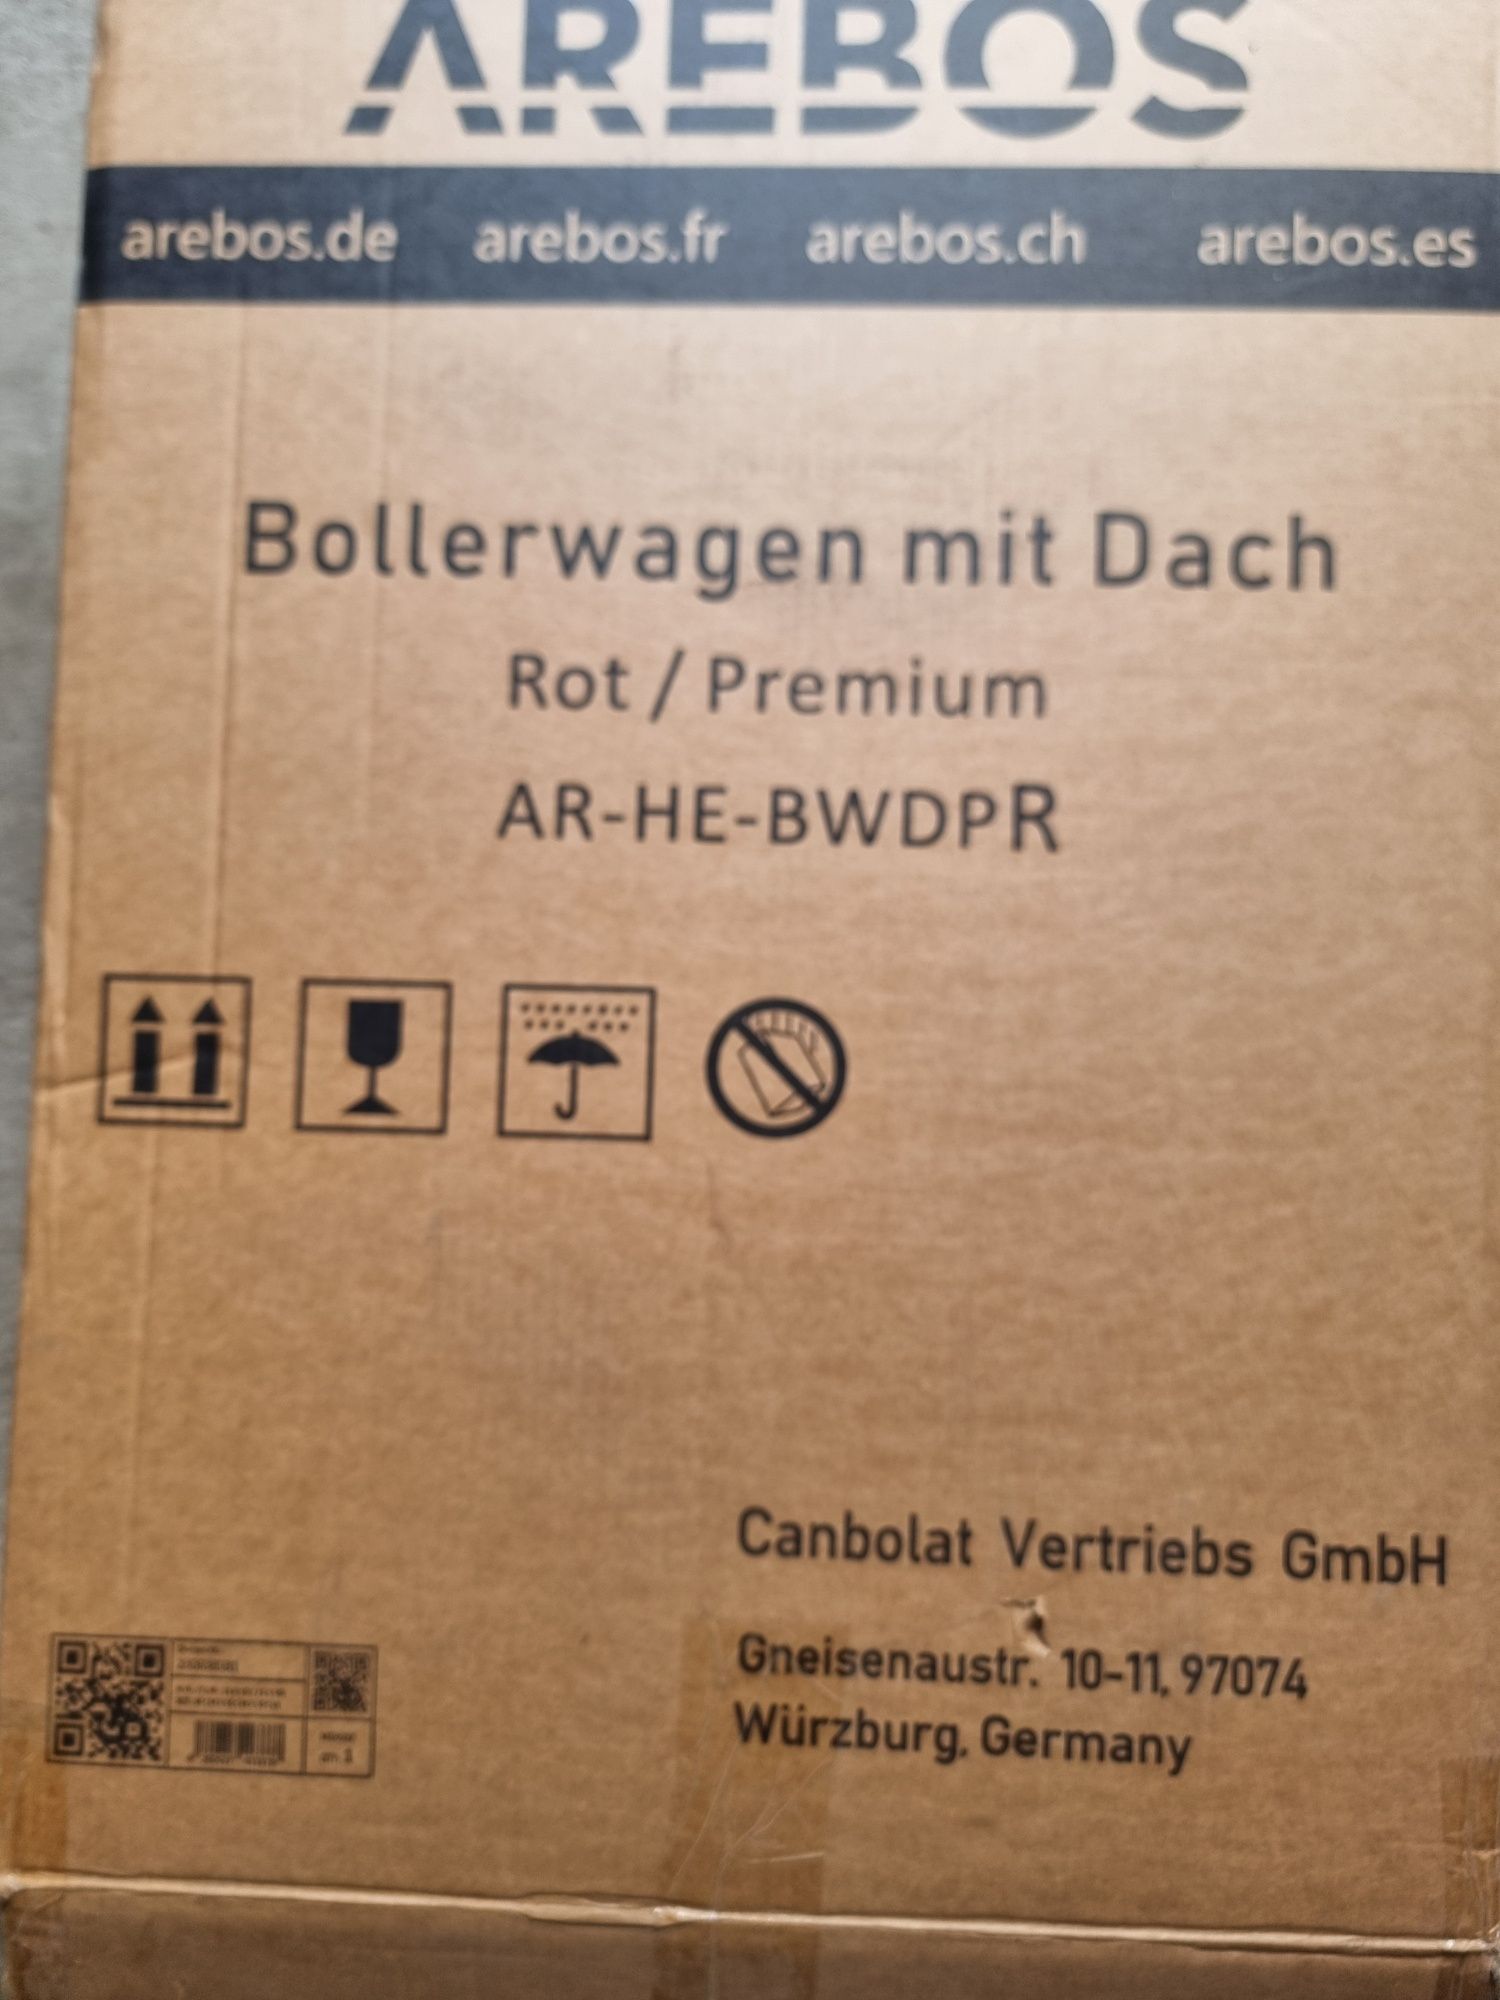 AREBOS
arebos.de arebos.fr arebos.ch arebos.es
Bollerwagen mit Dach
Rot / Premium
AR-HE-BWDPR
Canbolat Vertriebs GmbH
Gneisenaustr. 10-11, 97074
Würzburg, Germany